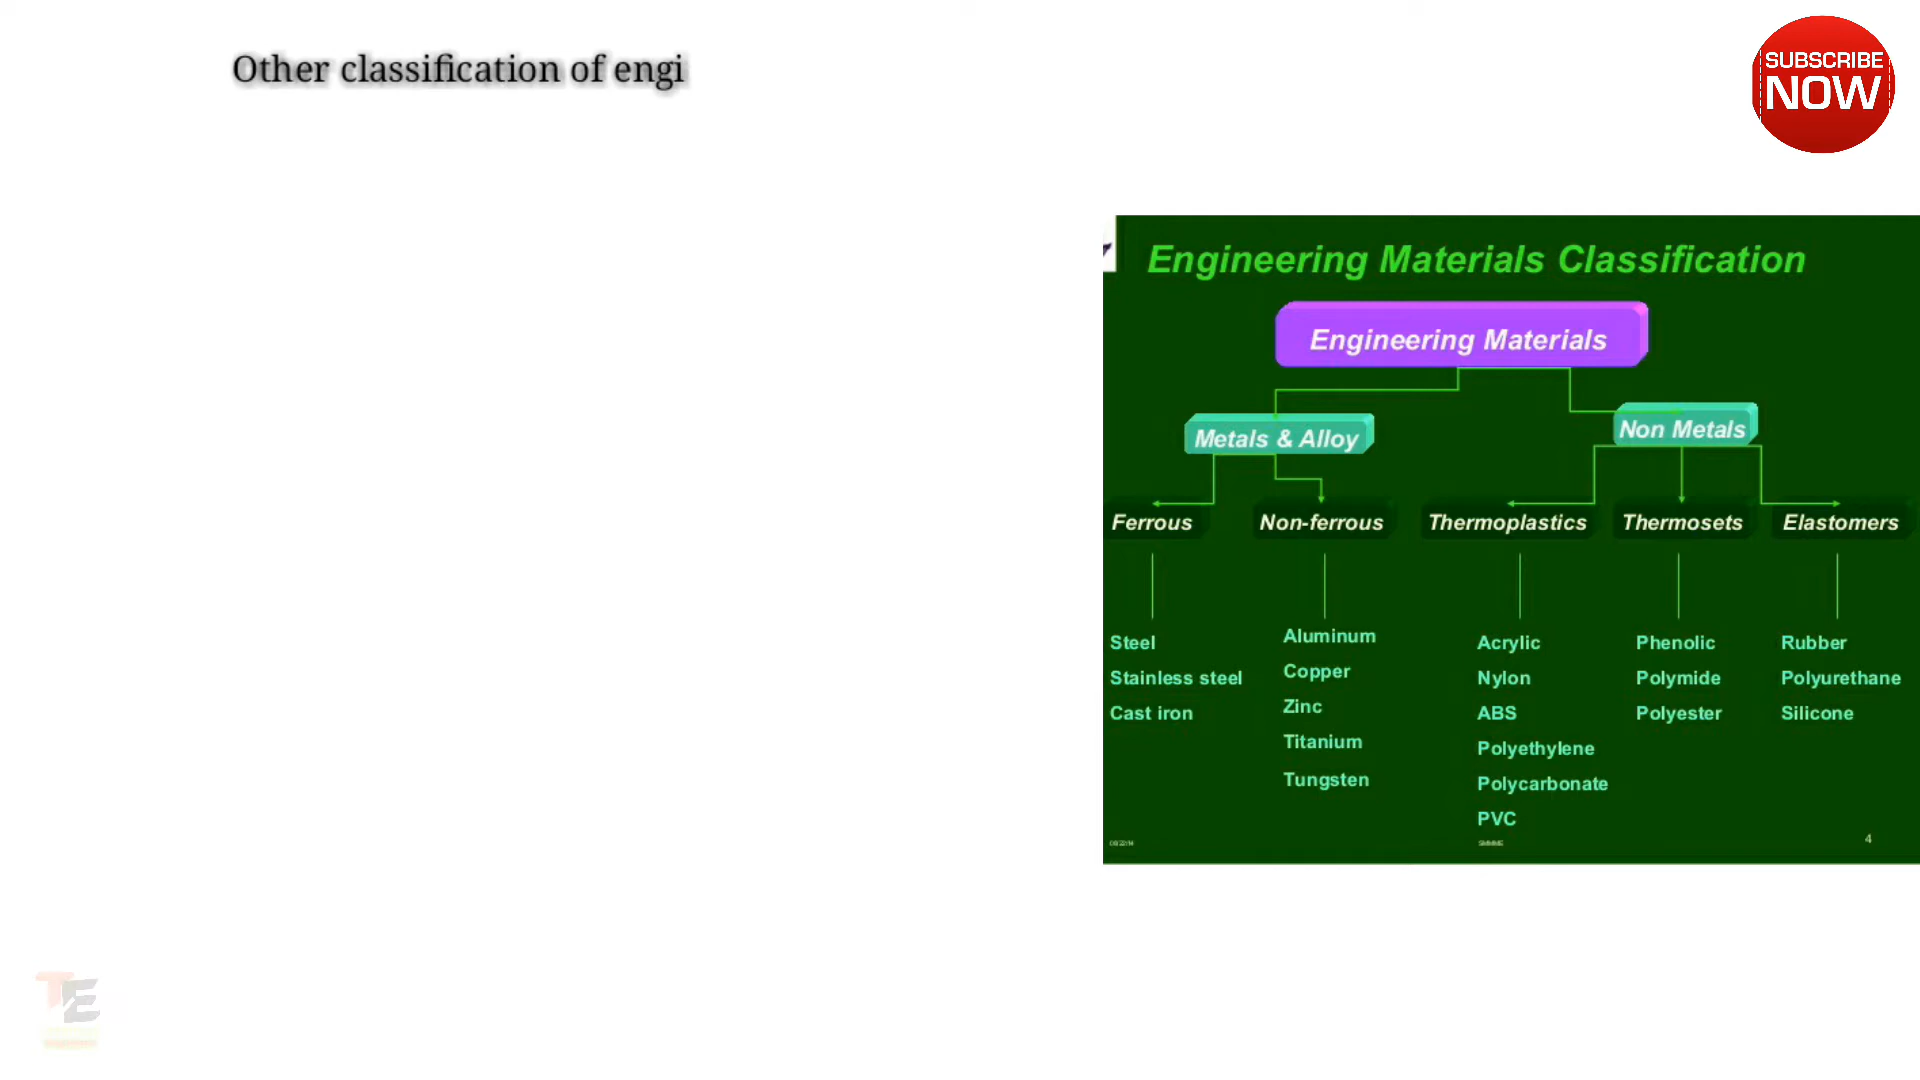 Other classification of engi
SUBSCRIBE
NOW
Engineering Materials Classification
Engineering Materials
Metals & Alloy
Non Metals
Ferrous
Non-ferrous
Thermoplastics
Thermosets
Elastomers
Steel
Stainless steel
Cast iron
Aluminum
Copper
Zinc
Titanium
Tungsten
Acrylic
Nylon
ABS
Polyethylene
Polycarbonate
PVC
Phenolic
Polymide
Polyester
Rubber
Polyurethane
Silicone
4
TE